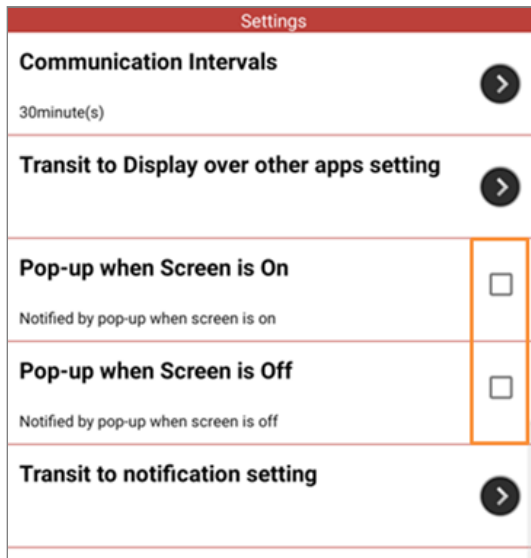 Settings
Communication Intervals
30minute(s)
Transit to Display over other apps setting
Pop-up when Screen is On
Notified by pop-up when screen is on
Pop-up when Screen is Off
Notified by pop-up when screen is off
Transit to notification setting